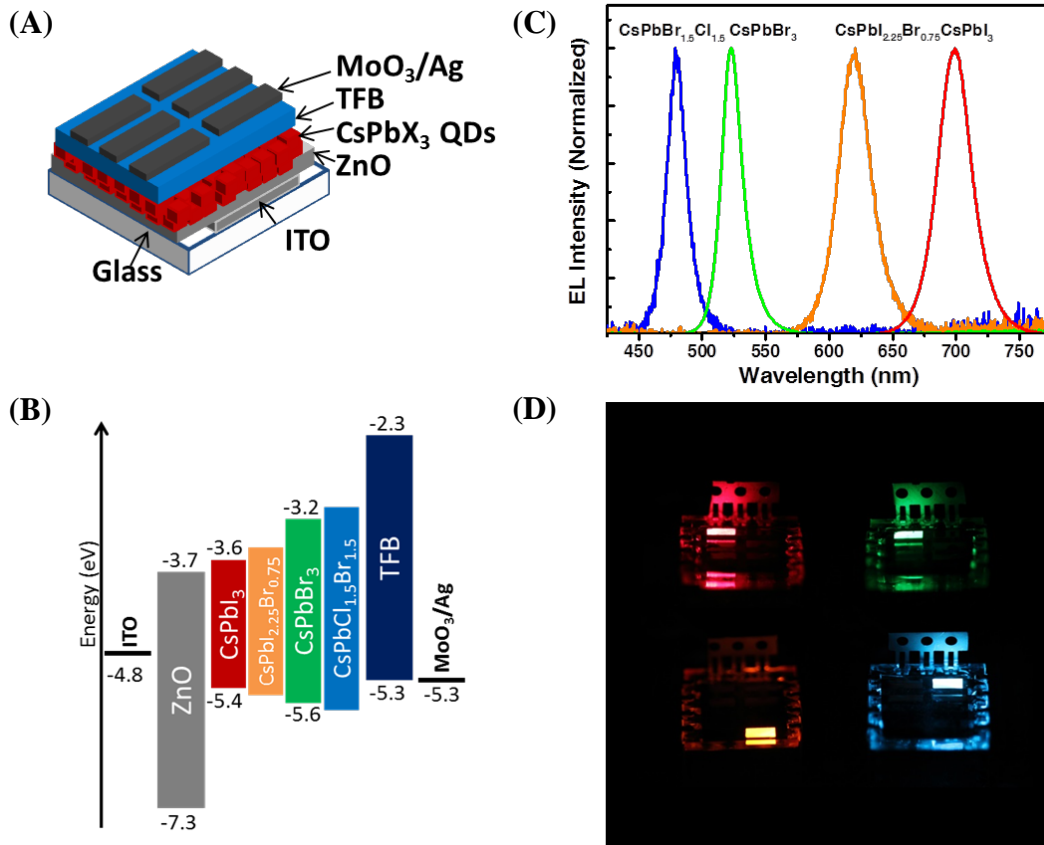 (A)
MoO₃/Ag
TFB
CsPbX₃ QDs
ZnO
ITO
Glass
(B)
Energy (eV)
ITO
-4.8
-3.7
ZnO
-7.3
-3.6
CsPbI₃
-5.4
CsPbI₂.₂₅Br₀.₇₅
-3.2
CsPbBr₃
-5.6
CsPbCl₁.₅Br₁.₅
-2.3
TFB
-5.3
MoO₃/Ag
-5.3
(C)
CsPbBr₁.₅Cl₁.₅ CsPbBr₃ CsPbI₂.₂₅Br₀.₇₅CsPbI₃
EL Intensity (Normalized)
450 500 550 600 650 700 750
Wavelength (nm)
(D)